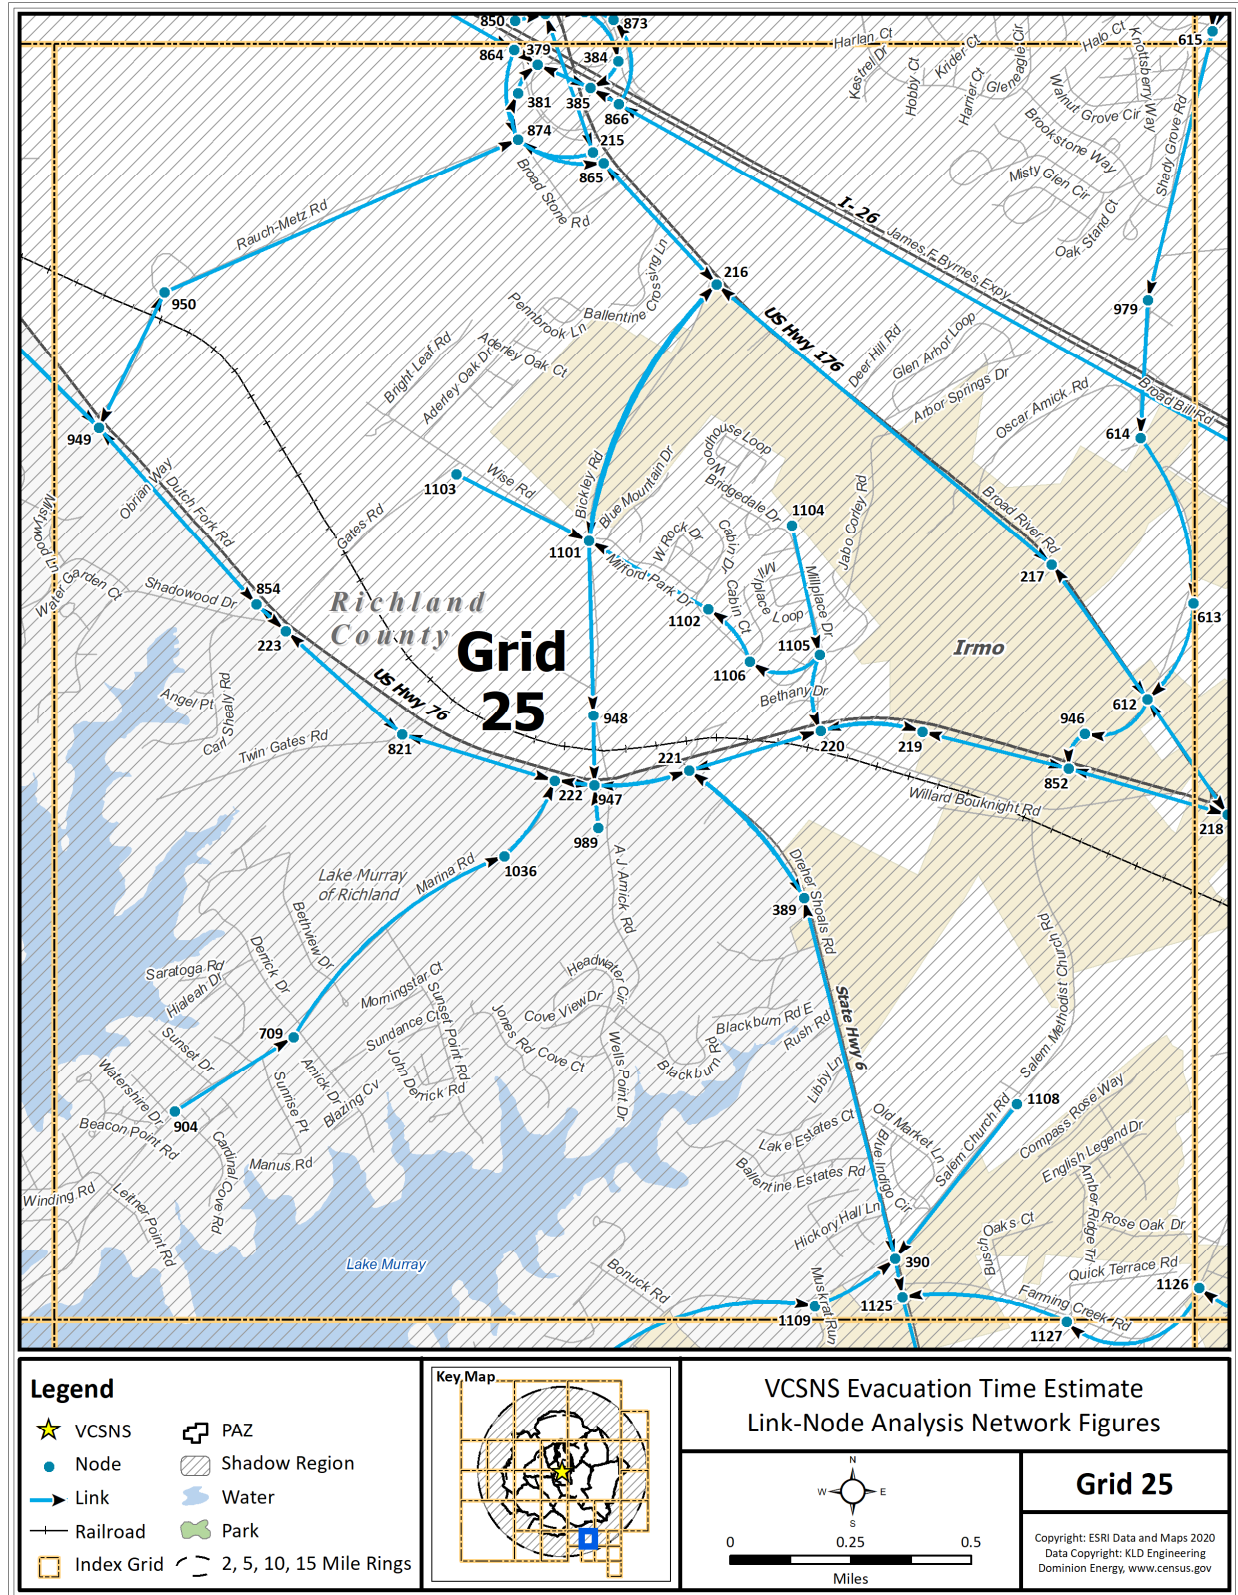 850
873
864
379
384
615
Harlan Ct
Kestrel Dr
Hobby Ct
Krider Ct
Harrier Ct
Gleneagle Cir
Halo Ct
Knottsberry Way
Walnut Grove Cir
Brookstone Way
Misty Glen Cir
Oak Stand Ct
Shady Grove Rd
381
385
866
874
215
865
Broad Stone Rd
Rauch-Metz Rd
I-26
James F Byrnes Expy
950
216
979
Ballentine Crossing Ln
Pennbrook Ln
Bright Leaf Rd
Aderley Oak Dr
Aderley Oak Ct
US Hwy 176
Deer Hill Rd
Glen Arbor Loop
Arbor Springs Dr
Oscar Amick Rd
Broad Bill Rd
949
614
Mistywood Ln
Obrian Way
Dutch Fork Rd
1103
Wise Rd
Bickley Rd
Blue Mountain Dr
Woodhouse Loop
Bridgedale Dr
1104
Jabo Corley Rd
Broad River Rd
Gates Rd
1101
W Rock Dr
Cabin Dr
Cabin Ct
Millplace Loop
Millplace Dr
Milford Park Dr
217
Water Garden Ct
Shadowood Dr
854
223
Richland
County
Grid
25
1102
1105
1106
Bethany Dr
Irmo
613
Angel Pt
Carl Shealy Rd
Twin Gates Rd
US Hwy 76
821
948
612
946
220
219
221
222
947
852
218
Willard Bouknight Rd
989
1036
Marina Rd
Lake Murray
of Richland
A J Amick Rd
Dreher Shoals Rd
389
Bethview Dr
Derrick Dr
Saratoga Rd
Hialeah Dr
Morningstar Ct
Headwater Cir
Cove View Dr
Salem Methodist Church Rd
709
Sunset Dr
Sundance Ct
Sunset Point Rd
Jones Rd
Cove Ct
Wells Point Dr
Blackburn Rd E
Blackburn Rd
Rush Rd
State Hwy 6
Libby Ln
Watershire Dr
Amick Dr
Sunrise Pt
Blazing Cv
John Derrick Rd
904
Beacon Point Rd
Cardinal Cove Rd
Manus Rd
Winding Rd
Leitner Point Rd
Lake Estates Ct
Old Market Ln
Blue Indigo Cir
Ballentine Estates Rd
Hickory Hall Ln
Salem Church Rd
1108
Compass Rose Way
English Legend Dr
Amber Ridge Trl
Rose Oak Dr
Busch Oaks Ct
Quick Terrace Rd
Lake Murray
390
Bonuck Rd
Muskrat Run
1109
1125
Farming Creek Rd
1126
1127
Legend
VCSNS
Node
Link
Railroad
Index Grid
PAZ
Shadow Region
Water
Park
2, 5, 10, 15 Mile Rings
Key Map
VCSNS Evacuation Time Estimate
Link-Node Analysis Network Figures
N
W E
S
0 0.25 0.5
Miles
Grid 25
Copyright: ESRI Data and Maps 2020
Data Copyright: KLD Engineering
Dominion Energy, www.census.gov